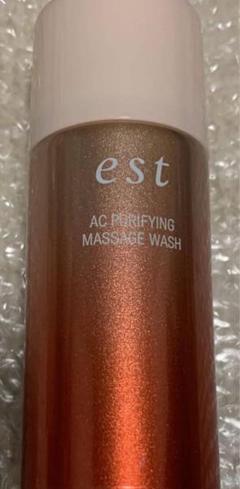 est
AC PURIFYING
MASSAGE WASH